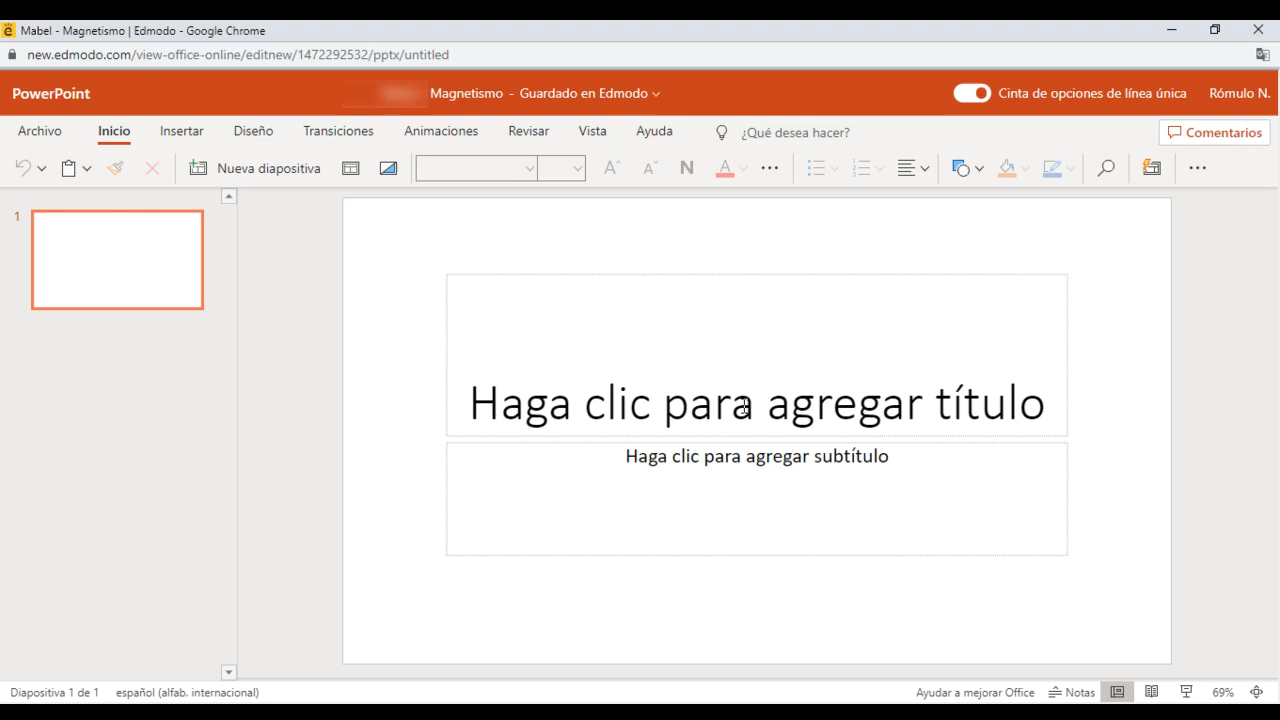 Mabel - Magnetismo | Edmodo - Google Chrome
new.edmodo.com/view-office-online/editnew/1472292532/pptx/untitled
PowerPoint
Magnetismo - Guardado en Edmodo
Cinta de opciones de línea única
Rómulo N.
Archivo Inicio Insertar Diseño Transiciones Animaciones Revisar Vista Ayuda ¿Qué desea hacer? Comentarios
Nueva diapositiva N A A A
1
Haga clic para agregar título
Haga clic para agregar subtítulo
Diapositiva 1 de 1 español (alfab. internacional) Ayudar a mejorar Office Notas 69%